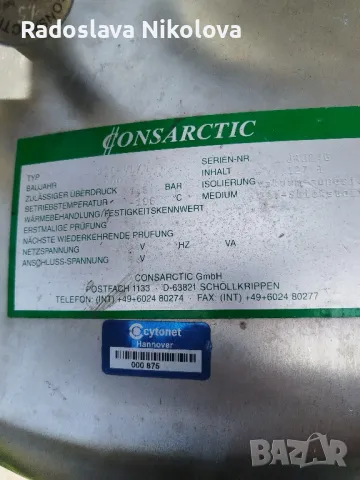 Radoslava Nikolova
CONSARCTIC
TYP
SERIEN-NR.
BAUJAHR
INHALT
ZULÄSSIGER ÜBERDRUCK BAR
ISOLIERUNG
BETRIEBSTEMPERATUR -196 °C
MEDIUM
WÄRMEBEHANDLUNG/FESTIGKEITSKENNWERT
ERSTMALIGE PRÜFUNG
NÄCHSTE WIEDERKEHRENDE PRÜFUNG
NETZSPANNUNG V HZ VA
ANSCHLUSS-SPANNUNG V
CONSARCTIC GmbH
POSTFACH 1133 D-63821 SCHÖLLKRIPPEN
TELEFON: (INT) +49+6024 80274 FAX: (INT) +49+6024 80277
cytonet
Hannover
000 875
BAZAR